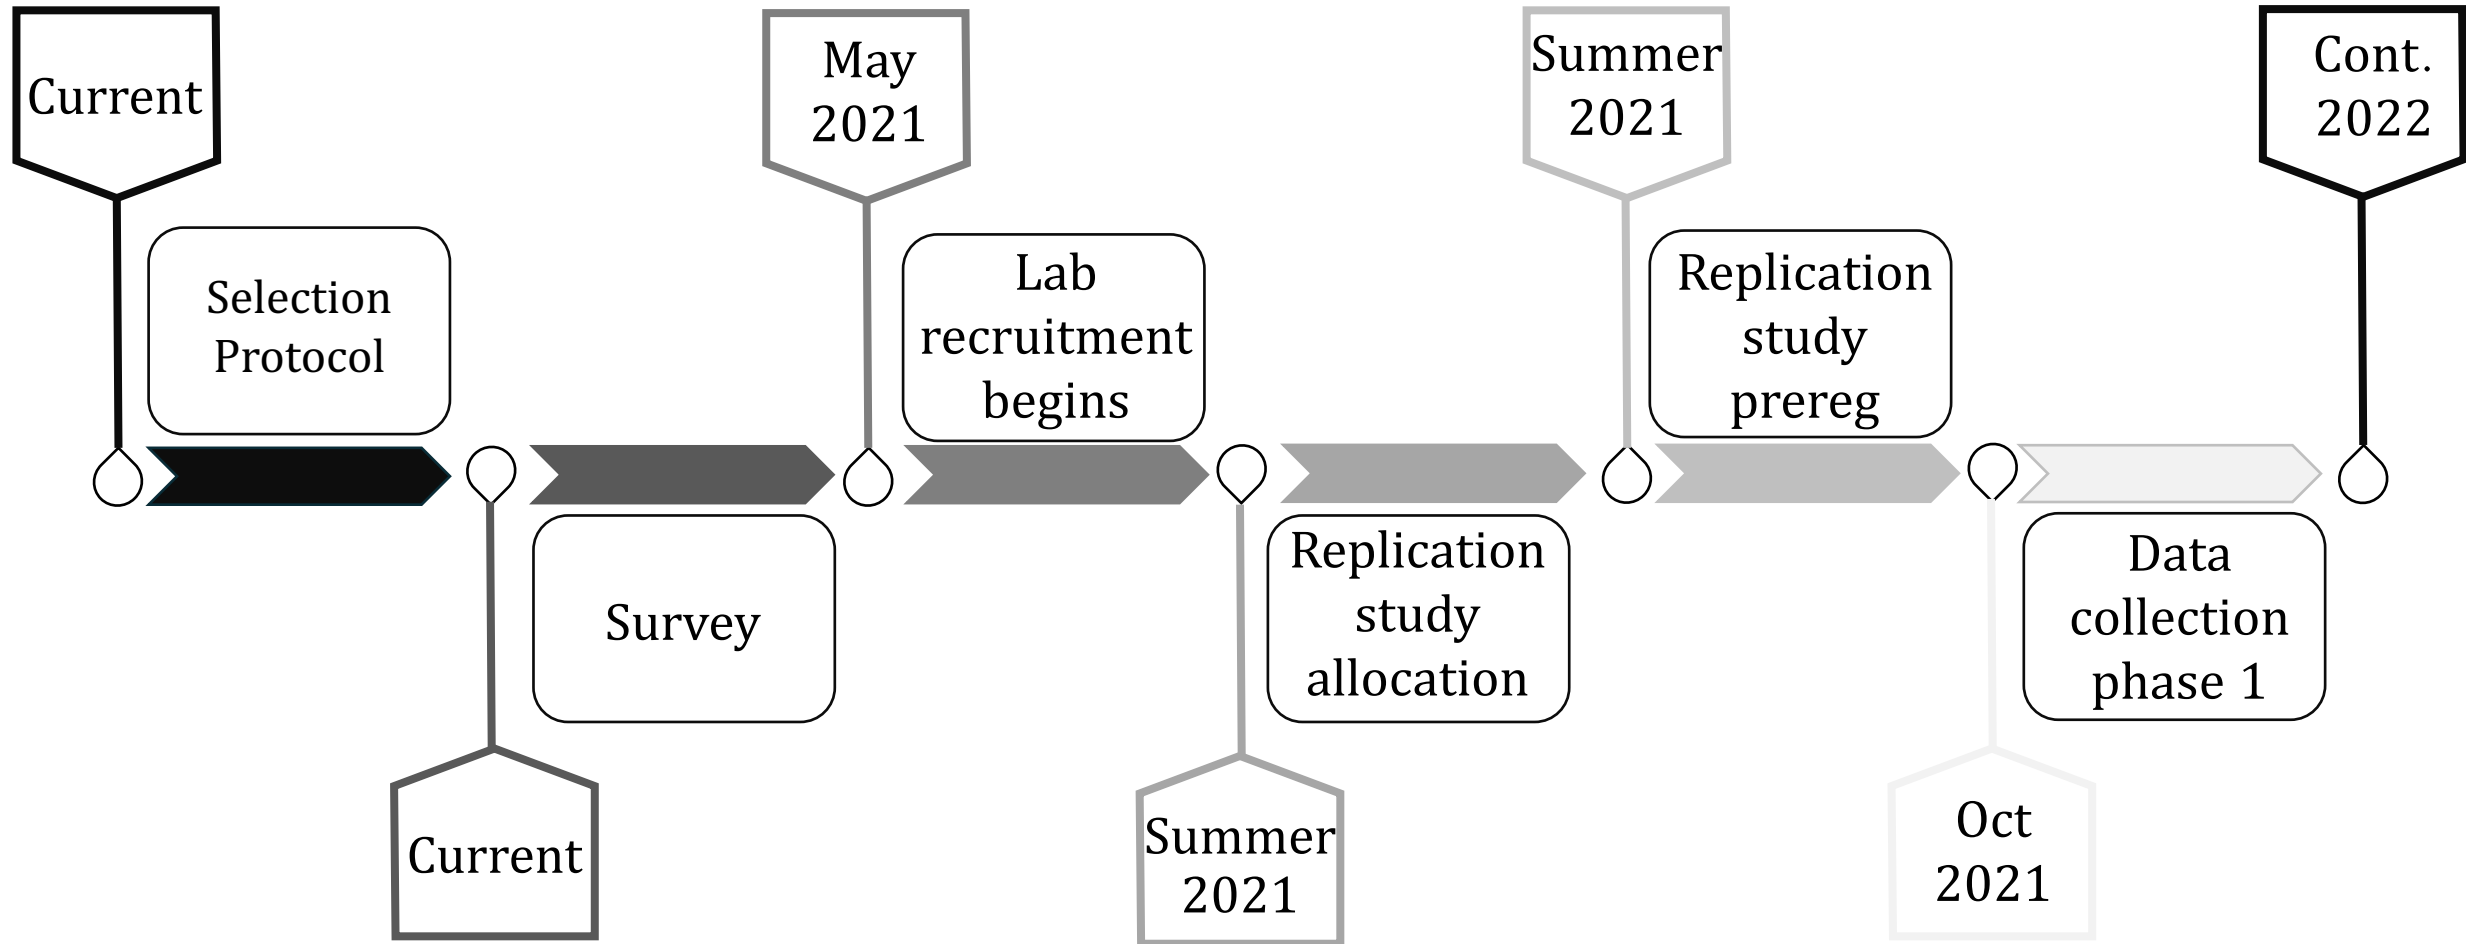 Current
Selection
Protocol
Current
Survey
May
2021
Lab
recruitment
begins
Summer
2021
Replication
study
allocation
Summer
2021
Replication
study
prereg
Oct
2021
Data
collection
phase 1
Cont.
2022